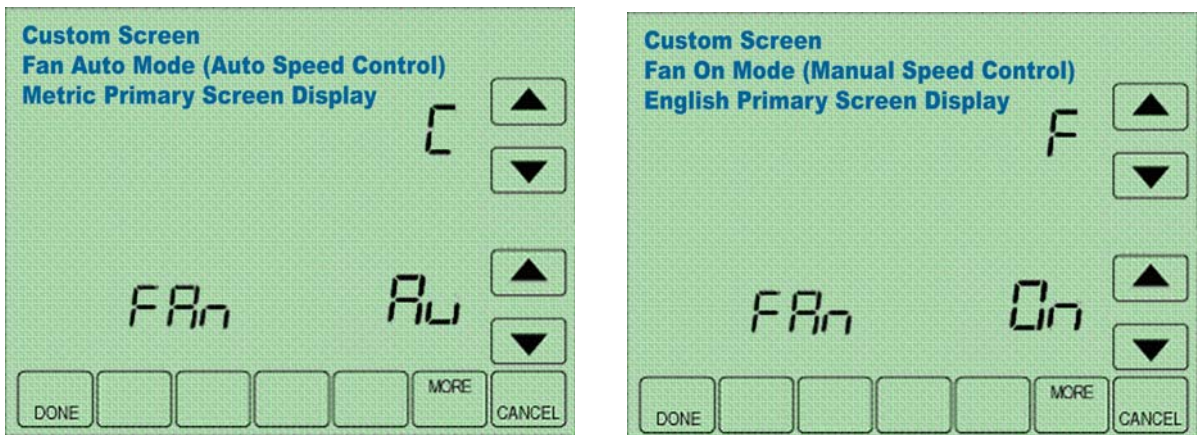 Custom Screen
Fan Auto Mode (Auto Speed Control)
Metric Primary Screen Display
C
FAn Au
MORE
DONE CANCEL
Custom Screen
Fan On Mode (Manual Speed Control)
English Primary Screen Display
F
FAn On
MORE
DONE CANCEL